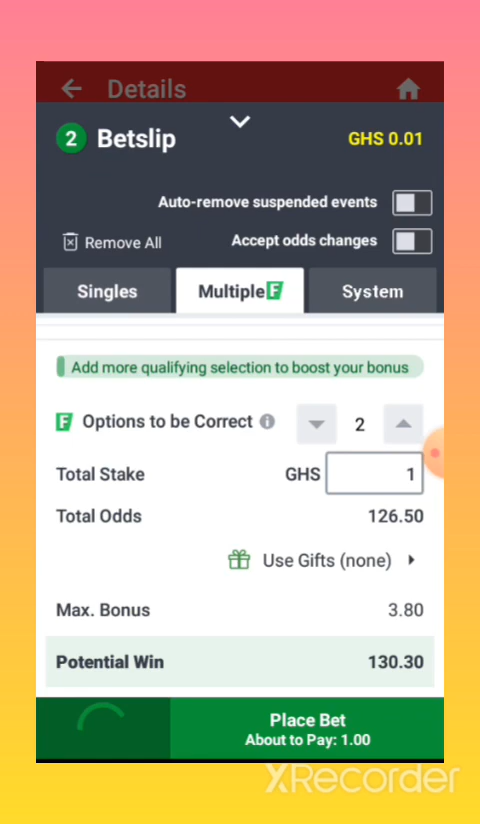 Details
2 Betslip GHS 0.01
Auto-remove suspended events
Remove All Accept odds changes
Singles Multiple F System
Add more qualifying selection to boost your bonus
F Options to be Correct i 2
Total Stake GHS 1
Total Odds 126.50
Use Gifts (none)
Max. Bonus 3.80
Potential Win 130.30
Place Bet
About to Pay: 1.00
XRecorder